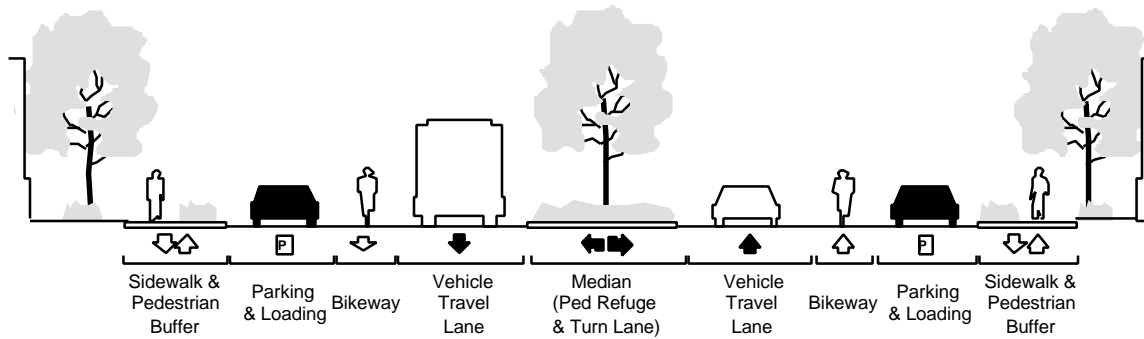 P
P
Sidewalk &
Pedestrian
Buffer
Parking
& Loading
Bikeway
Vehicle
Travel
Lane
Median
(Ped Refuge
& Turn Lane)
Vehicle
Travel
Lane
Bikeway
Parking
& Loading
Sidewalk &
Pedestrian
Buffer